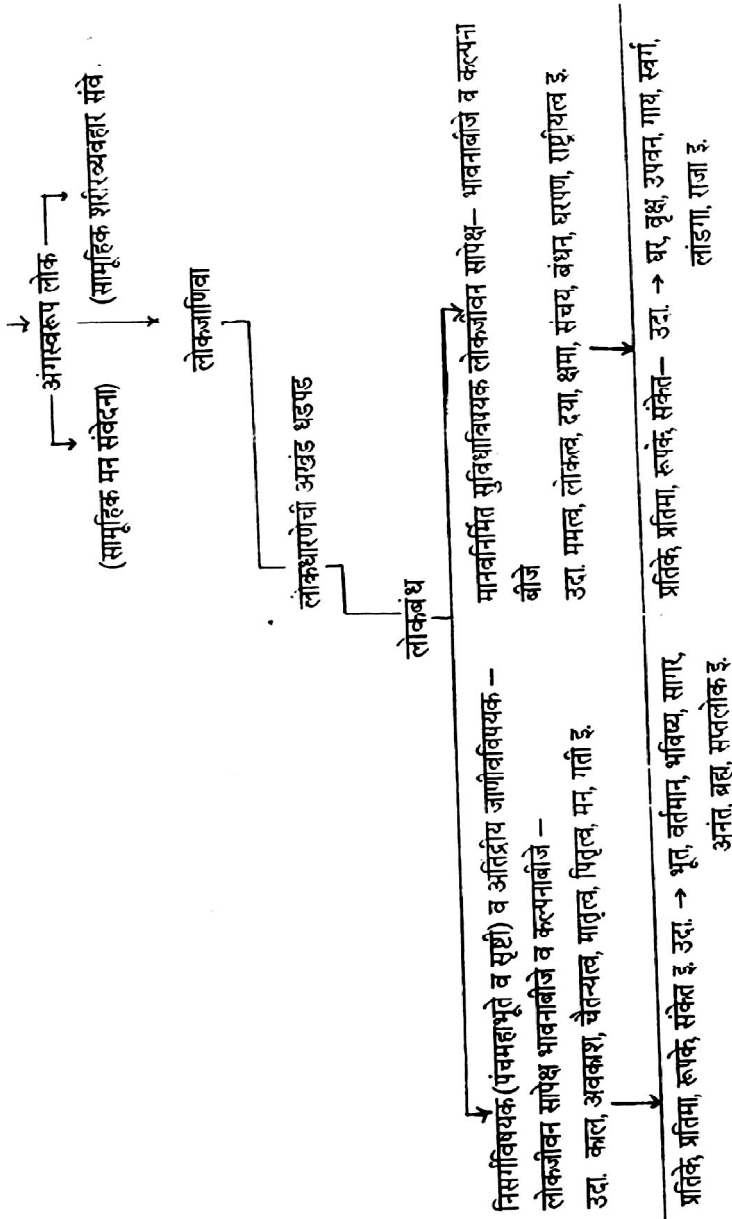 अंगस्वरूप लोक
(सामूहिक मन संवेदना)
(सामूहिक शरीरव्यवहार संवे.
लोकजाणिवा
लोकधारणेची अखंड धडपड
लोकबंध
निसर्गविषयक (पंचमहाभूते व सृष्टी) व अतिंद्रीय जाणीवविषयक –
लोकजीवन सापेक्ष भावनाबीजे व कल्पनाबीजे –
उदा. काल, अवकाश, चैतन्यत्व, मातृत्व, पितृत्व, मन, गती इ.
मानवनिर्मित सुविधाविषयक लोकजीवन सापेक्ष– भावनाबीजे व कल्पना
बीजे
उदा. ममत्व, लोकत्व, दया, क्षमा, संचय, बंधन, घरपण, राष्ट्रीयत्व इ.
प्रतिके, प्रतिमा, रूपके, संकेत इ. उदा. → भूत, वर्तमान, भविष्य, सागर,
अनंत, ब्रह्म, सप्तलोक इ.
प्रतिके, प्रतिमा, रूपके, संकेत– उदा. → घर, वृक्ष, उपवन, गाय, स्वर्ग,
लांडगा, राजा इ.